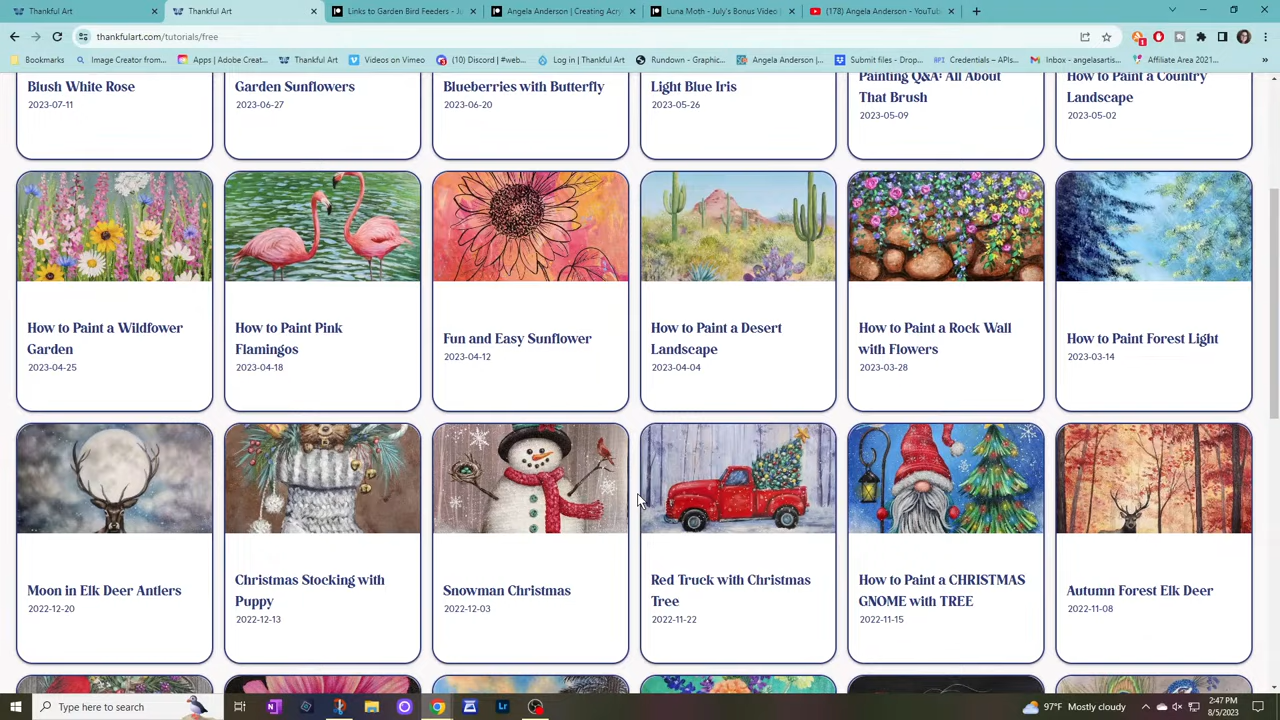 Thankful Art
Thankful Art
Links to Garden Bird Feeders - Jo
Angela Anderson | Creating Acry
Luna Moth - July's Bonus Video |
(178) Angela Anderson - YouTub
thankfulart.com/tutorials/free
Bookmarks
Image Creator from...
Apps | Adobe Creat...
Thankful Art
Videos on Vimeo
(10) Discord | #web...
Log in | Thankful Art
Rundown - Graphic...
Angela Anderson |...
Submit files - Drop...
API Credentials – APIs...
Inbox - angelasartis...
Affiliate Area 2021...
Blush White Rose
2023-07-11
Garden Sunflowers
2023-06-27
Blueberries with Butterfly
2023-06-20
Light Blue Iris
2023-05-26
Painting Q&A: All About
That Brush
2023-05-09
How to Paint a Country
Landscape
2023-05-02
How to Paint a Wildfower
Garden
2023-04-25
How to Paint Pink
Flamingos
2023-04-18
Fun and Easy Sunflower
2023-04-12
How to Paint a Desert
Landscape
2023-04-04
How to Paint a Rock Wall
with Flowers
2023-03-28
How to Paint Forest Light
2023-03-14
Moon in Elk Deer Antlers
2022-12-20
Christmas Stocking with
Puppy
2022-12-13
Snowman Christmas
2022-12-03
Red Truck with Christmas
Tree
2022-11-22
How to Paint a CHRISTMAS
GNOME with TREE
2022-11-15
Autumn Forest Elk Deer
2022-11-08
Type here to search
97°F Mostly cloudy
2:47 PM
8/5/2023